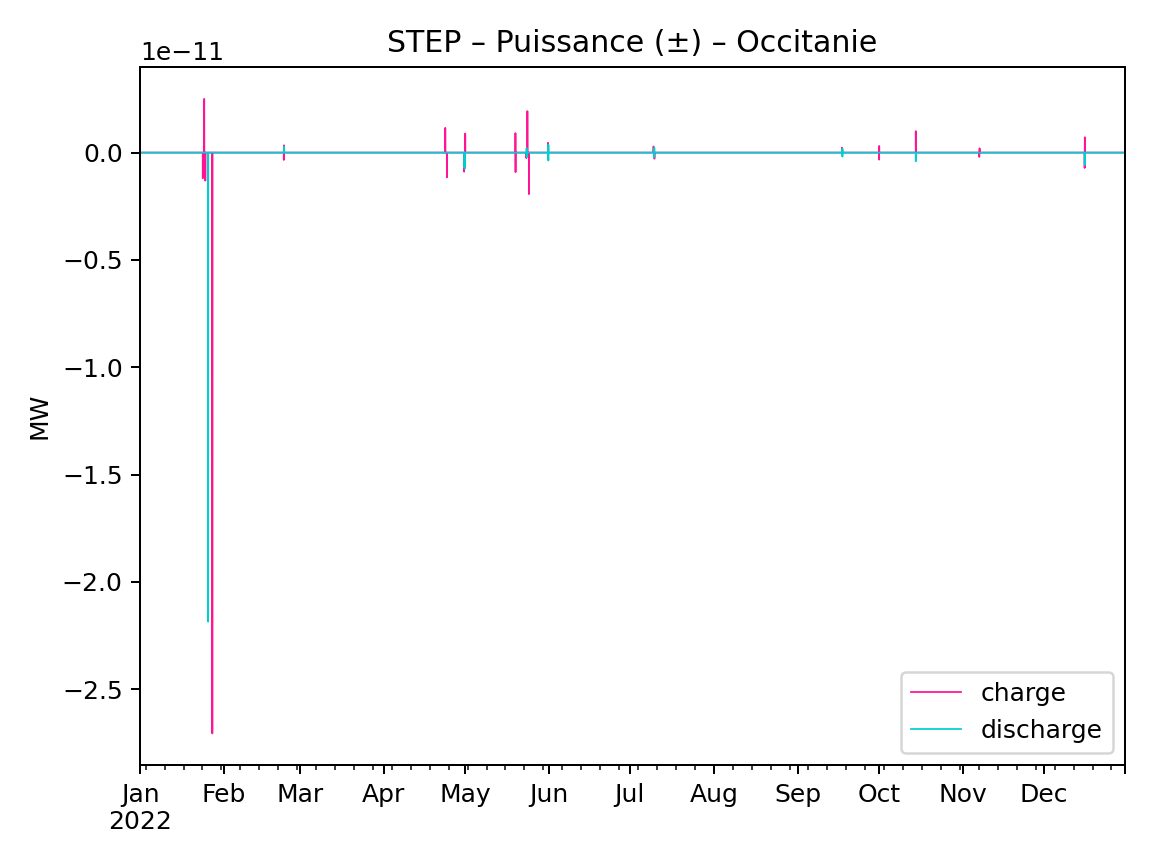 STEP – Puissance (±) – Occitanie
1e−11
0.0
−0.5
−1.0
−1.5
−2.0
−2.5
MW
charge
discharge
Jan Feb Mar Apr May Jun Jul Aug Sep Oct Nov Dec
2022